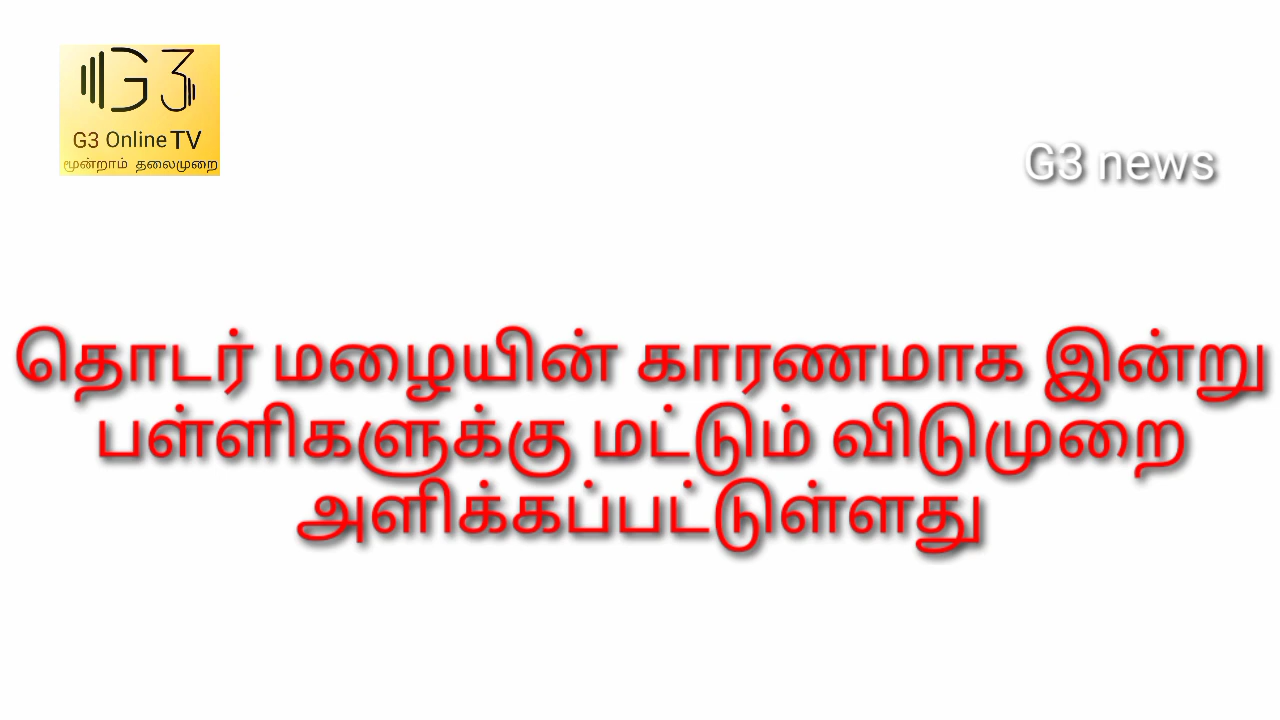 G3
G3 Online TV
மூன்றாம் தலைமுறை
G3 news
தொடர் மழையின் காரணமாக இன்று
பள்ளிகளுக்கு மட்டும் விடுமுறை
அளிக்கப்பட்டுள்ளது